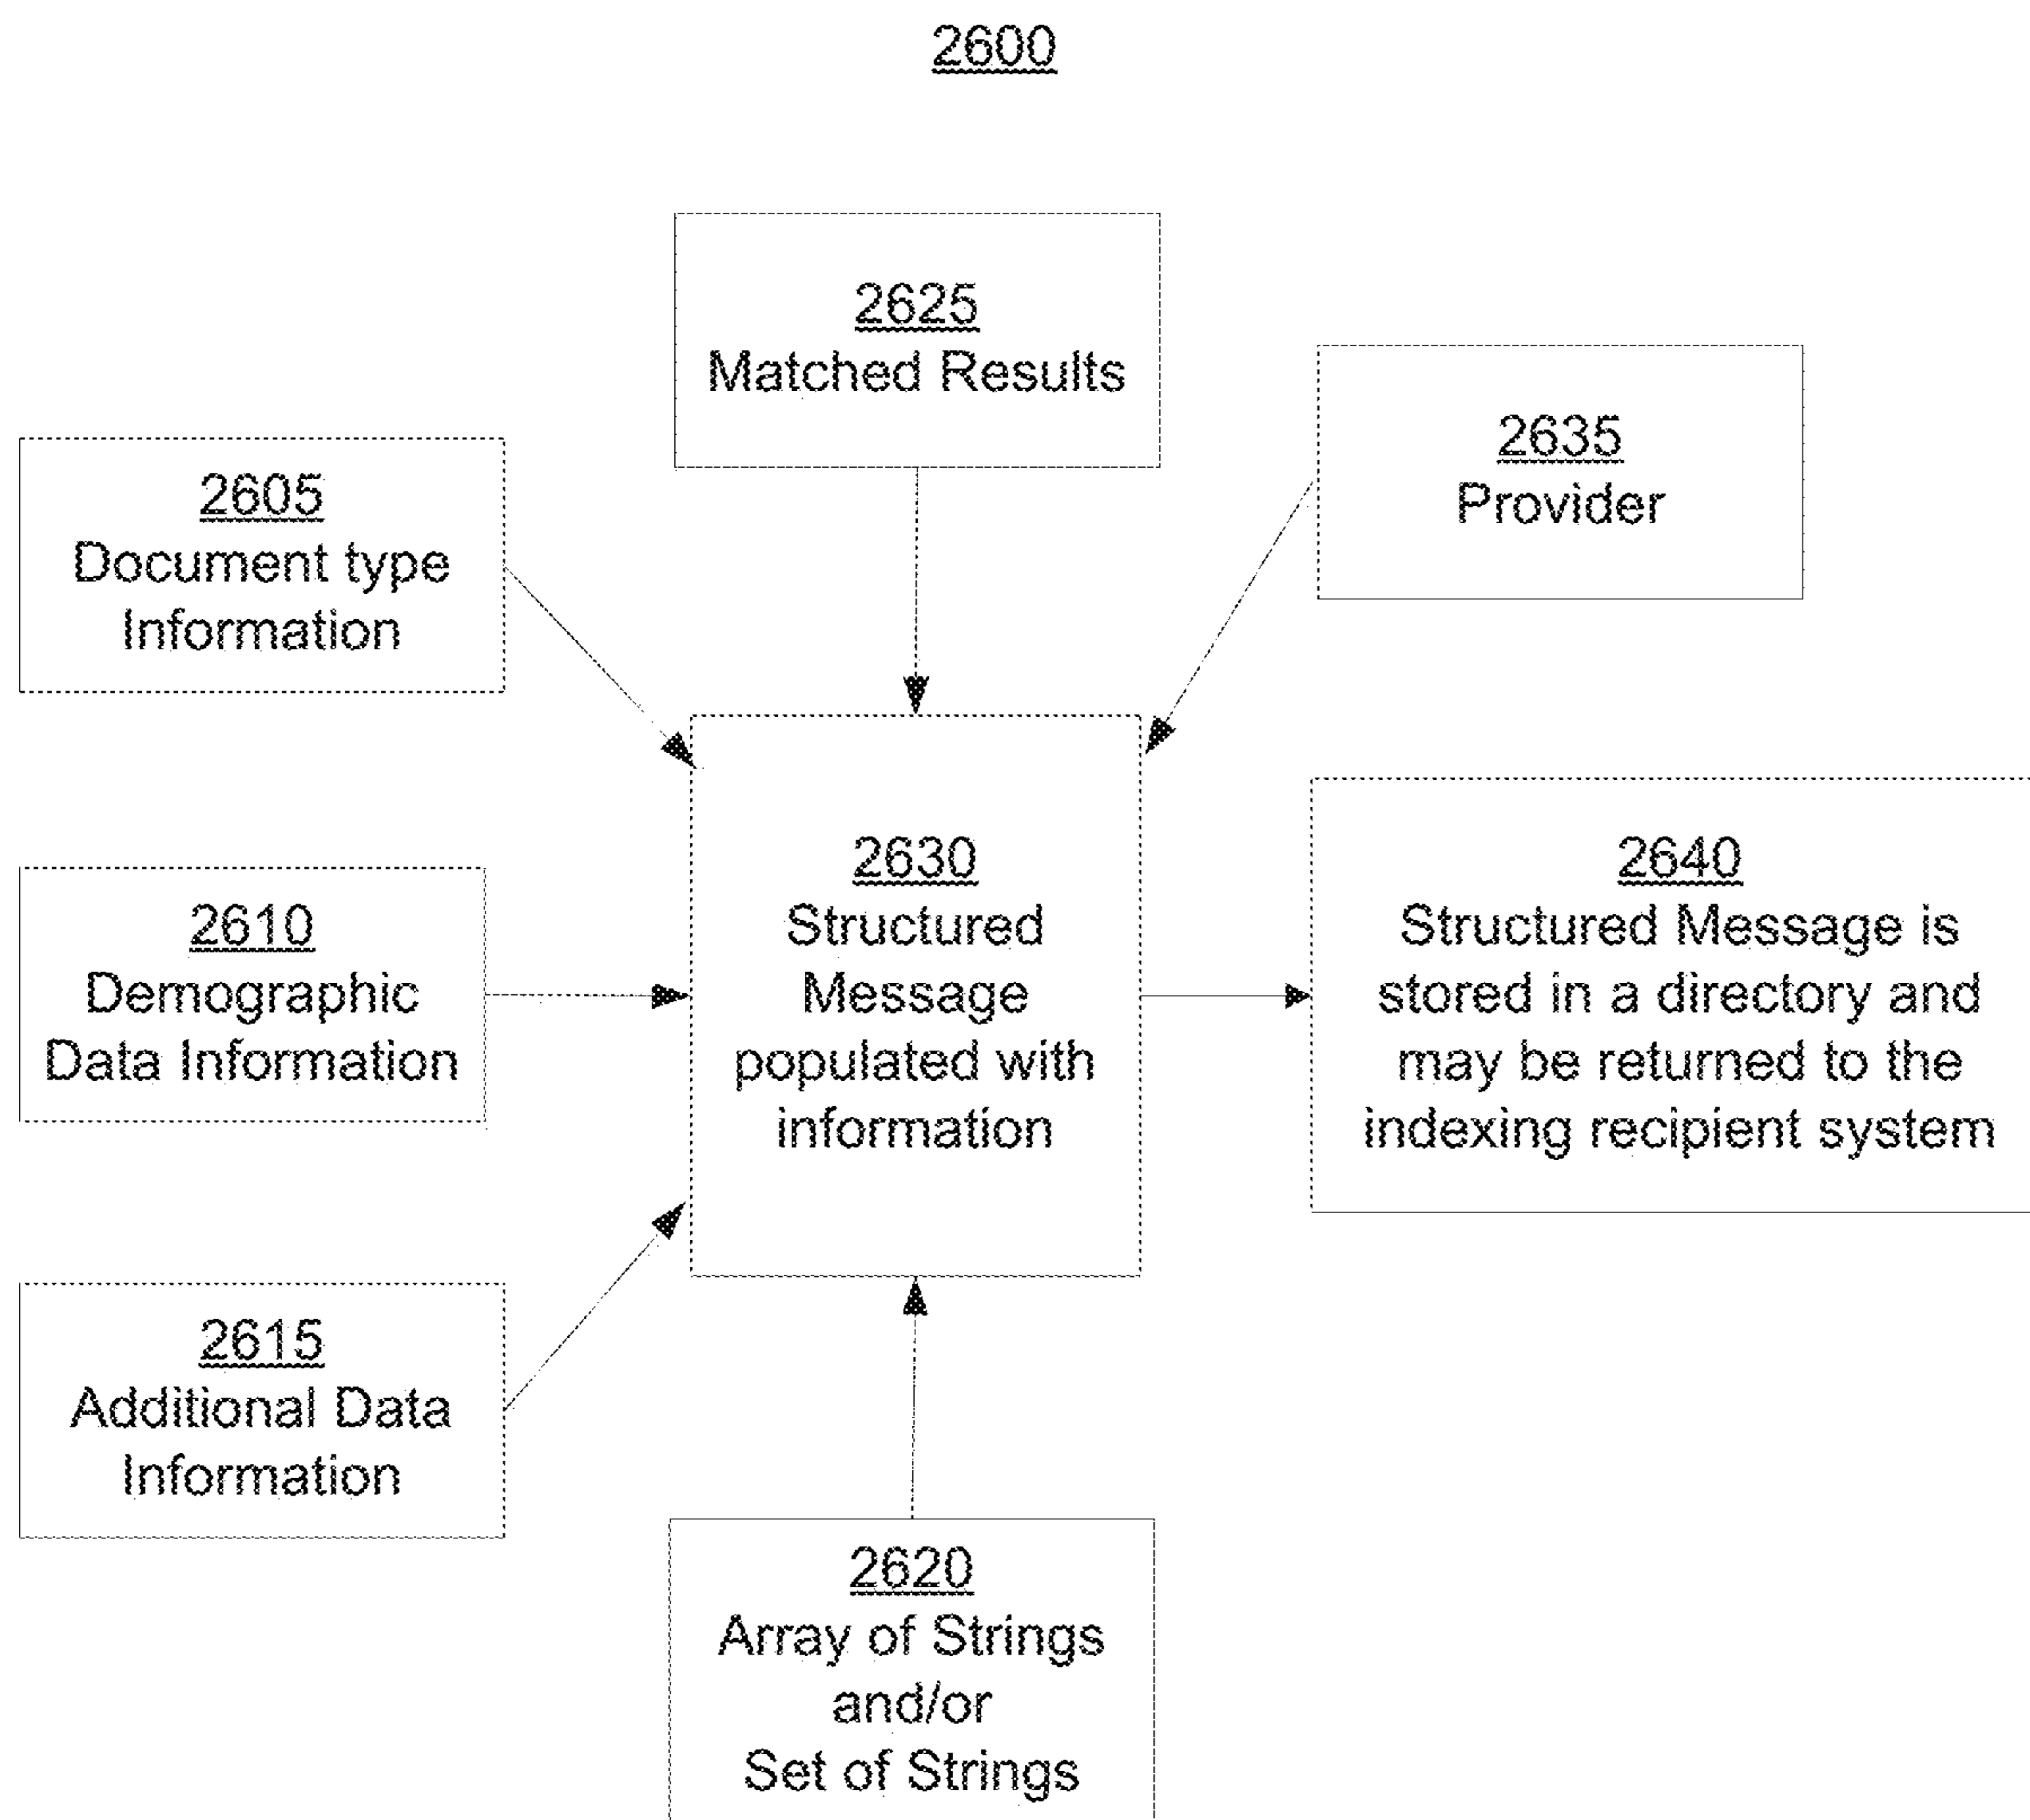 2600
2625
Matched Results
2635
Provider
2605
Document type
Information
2630
Structured
Message
populated with
information
2640
Structured Message is
stored in a directory and
may be returned to the
indexing recipient system
2610
Demographic
Data Information
2615
Additional Data
Information
2620
Array of Strings
and/or
Set of Strings